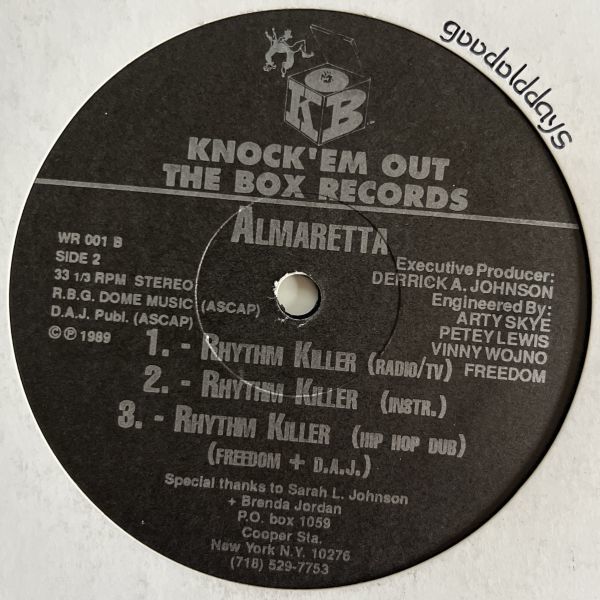 goodolddays
KB
KNOCK'EM OUT
THE BOX RECORDS
ALMARETTA
WR 001 B
SIDE 2
33 1/3 RPM STEREO
R.B.G. DOME MUSIC (ASCAP)
D.A.J. Publ. (ASCAP)
©℗ 1989
Executive Producer:
DERRICK A. JOHNSON
Engineered By:
ARTY SKYE
PETEY LEWIS
VINNY WOJNO
FREEDOM
1. - RHYTHM KILLER (RADIO/TV)
2. - RHYTHM KILLER (INSTR.)
3. - RHYTHM KILLER (HIP HOP DUB)
(FREEDOM + D.A.J.)
Special thanks to Sarah L. Johnson
+ Brenda Jordan
P.O. box 1059
Cooper Sta.
New York N.Y. 10276
(718) 529-7753